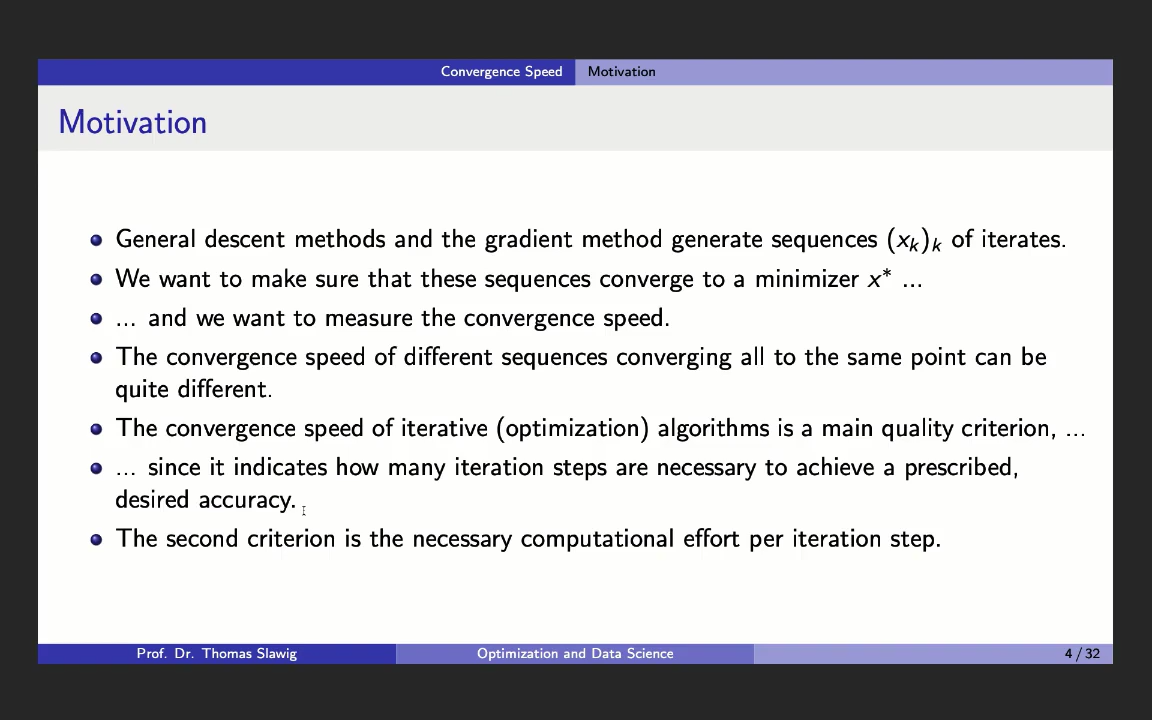 Convergence Speed Motivation
Motivation
General descent methods and the gradient method generate sequences (xk)k of iterates.
We want to make sure that these sequences converge to a minimizer x* ...
... and we want to measure the convergence speed.
The convergence speed of different sequences converging all to the same point can be
quite different.
The convergence speed of iterative (optimization) algorithms is a main quality criterion, ...
... since it indicates how many iteration steps are necessary to achieve a prescribed,
desired accuracy.
The second criterion is the necessary computational effort per iteration step.
Prof. Dr. Thomas Slawig Optimization and Data Science 4 / 32